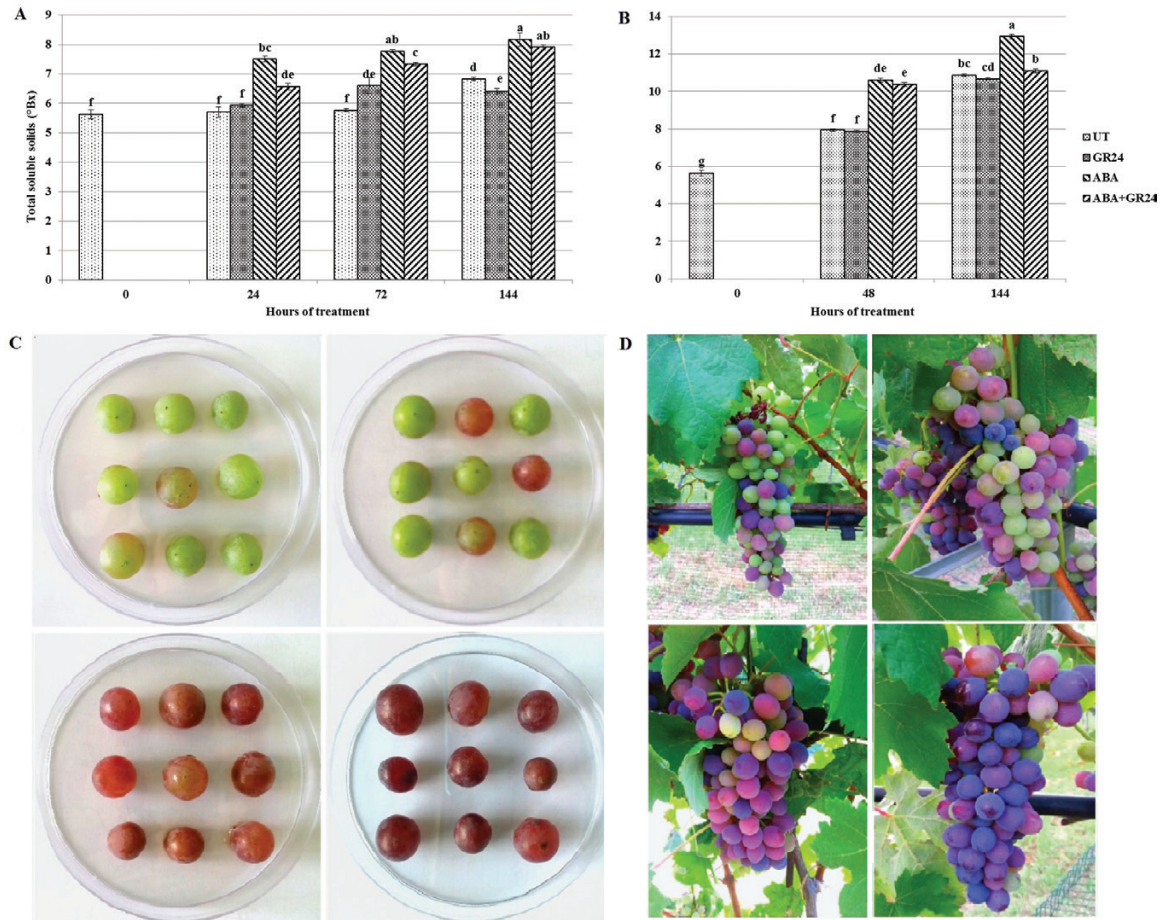 A
Total soluble solids (°Bx)
9
8
7
6
5
4
3
2
1
0
f
f f bc de
f de ab c
d e a ab
0 24 72 144
Hours of treatment
B
14
12
10
8
6
4
2
0
g
f f de e
bc cd a b
0 48 144
Hours of treatment
UT
GR24
ABA
ABA+GR24
C
D